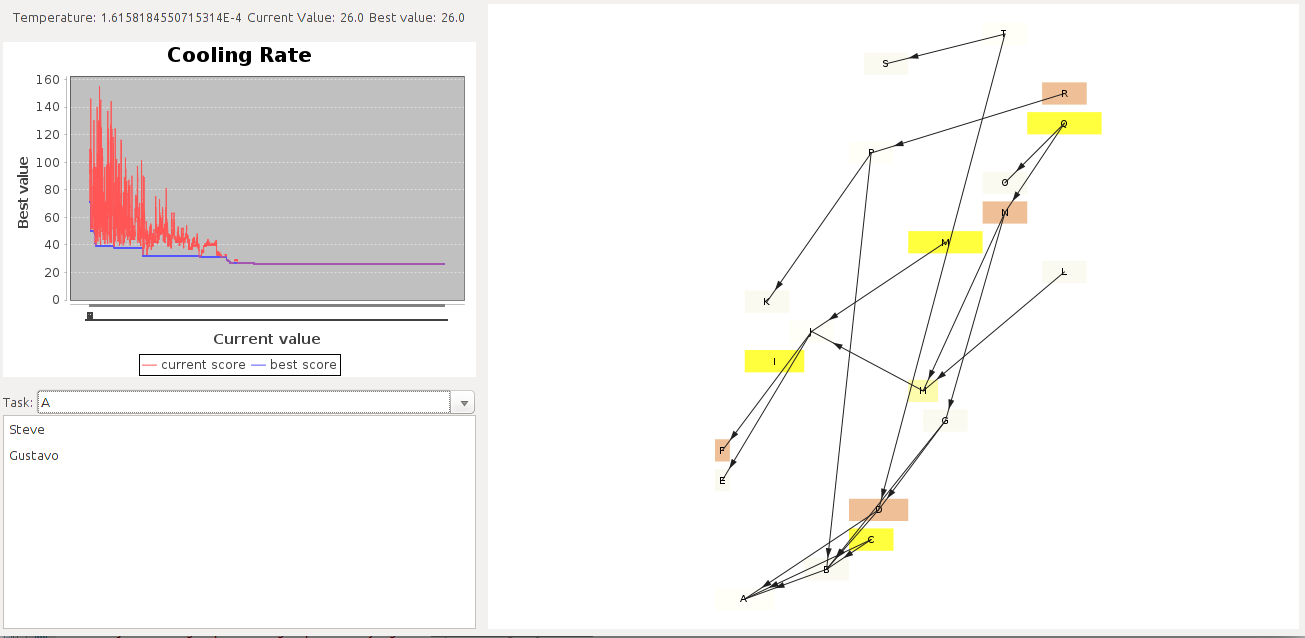 Temperature: 1.6158184550715314E-4 Current Value: 26.0 Best value: 26.0
Cooling Rate
160
140
120
100
80
60
40
20
0
Best value
Current value
current score
best score
Task: A
Steve
Gustavo
T
S
R
Q
P
O
N
M
L
K
J
I
H
G
F
E
D
C
B
A